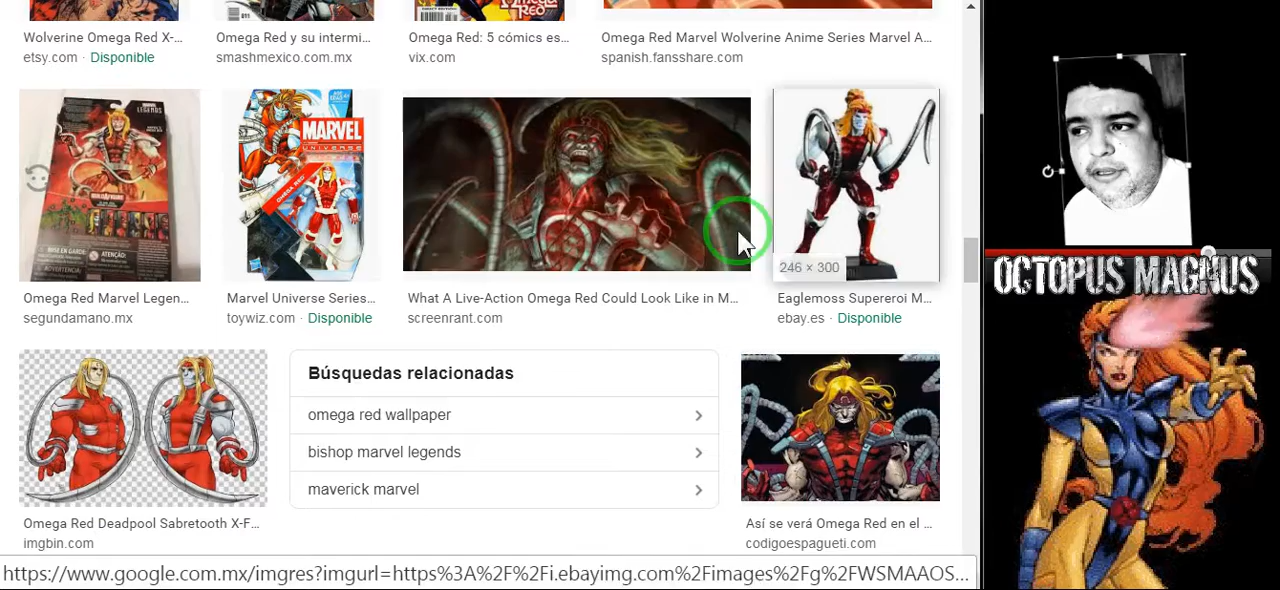 Wolverine Omega Red X-...
etsy.com · Disponible
Omega Red y su intermi...
smashmexico.com.mx
Omega Red: 5 cómics es...
vix.com
Omega Red Marvel Wolverine Anime Series Marvel A...
spanish.fansshare.com
MARVEL
UNIVERSE
OMEGA RED
246 × 300
Omega Red Marvel Legen...
segundamano.mx
Marvel Universe Series...
toywiz.com · Disponible
What A Live-Action Omega Red Could Look Like in M...
screenrant.com
Eaglemoss Supereroi M...
ebay.es · Disponible
OCTOPUS MAGNUS
Búsquedas relacionadas
omega red wallpaper
bishop marvel legends
maverick marvel
Omega Red Deadpool Sabretooth X-F...
imgbin.com
Así se verá Omega Red en el ...
codigoespagueti.com
https://www.google.com.mx/imgres?imgurl=https%3A%2F%2Fi.ebayimg.com%2Fimages%2Fg%2FWSMAAOS...